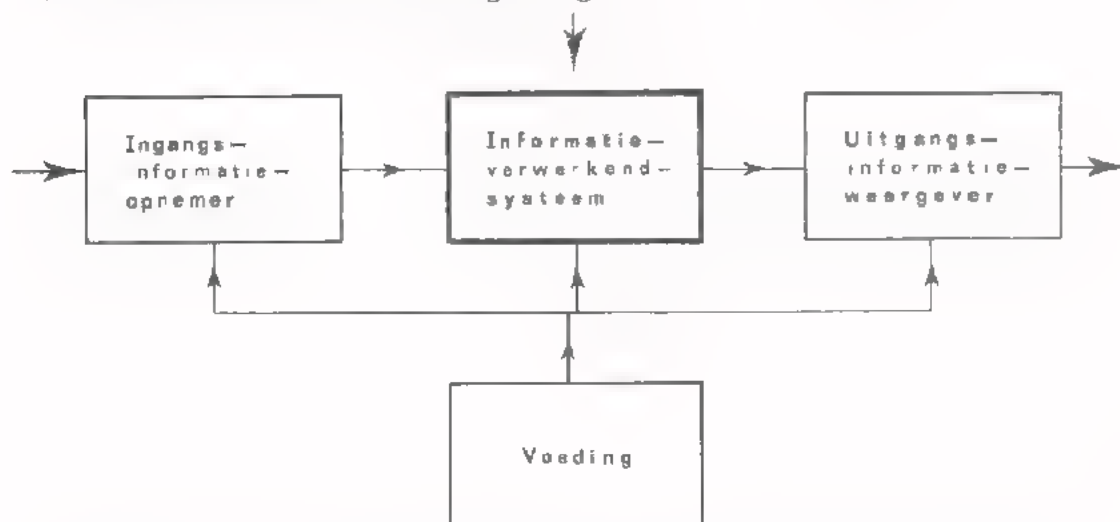 Ingangs—
informatie—
opnemer
Informatie—
verwerkend—
systeem
Uitgangs—
informatie—
weergever
Voeding